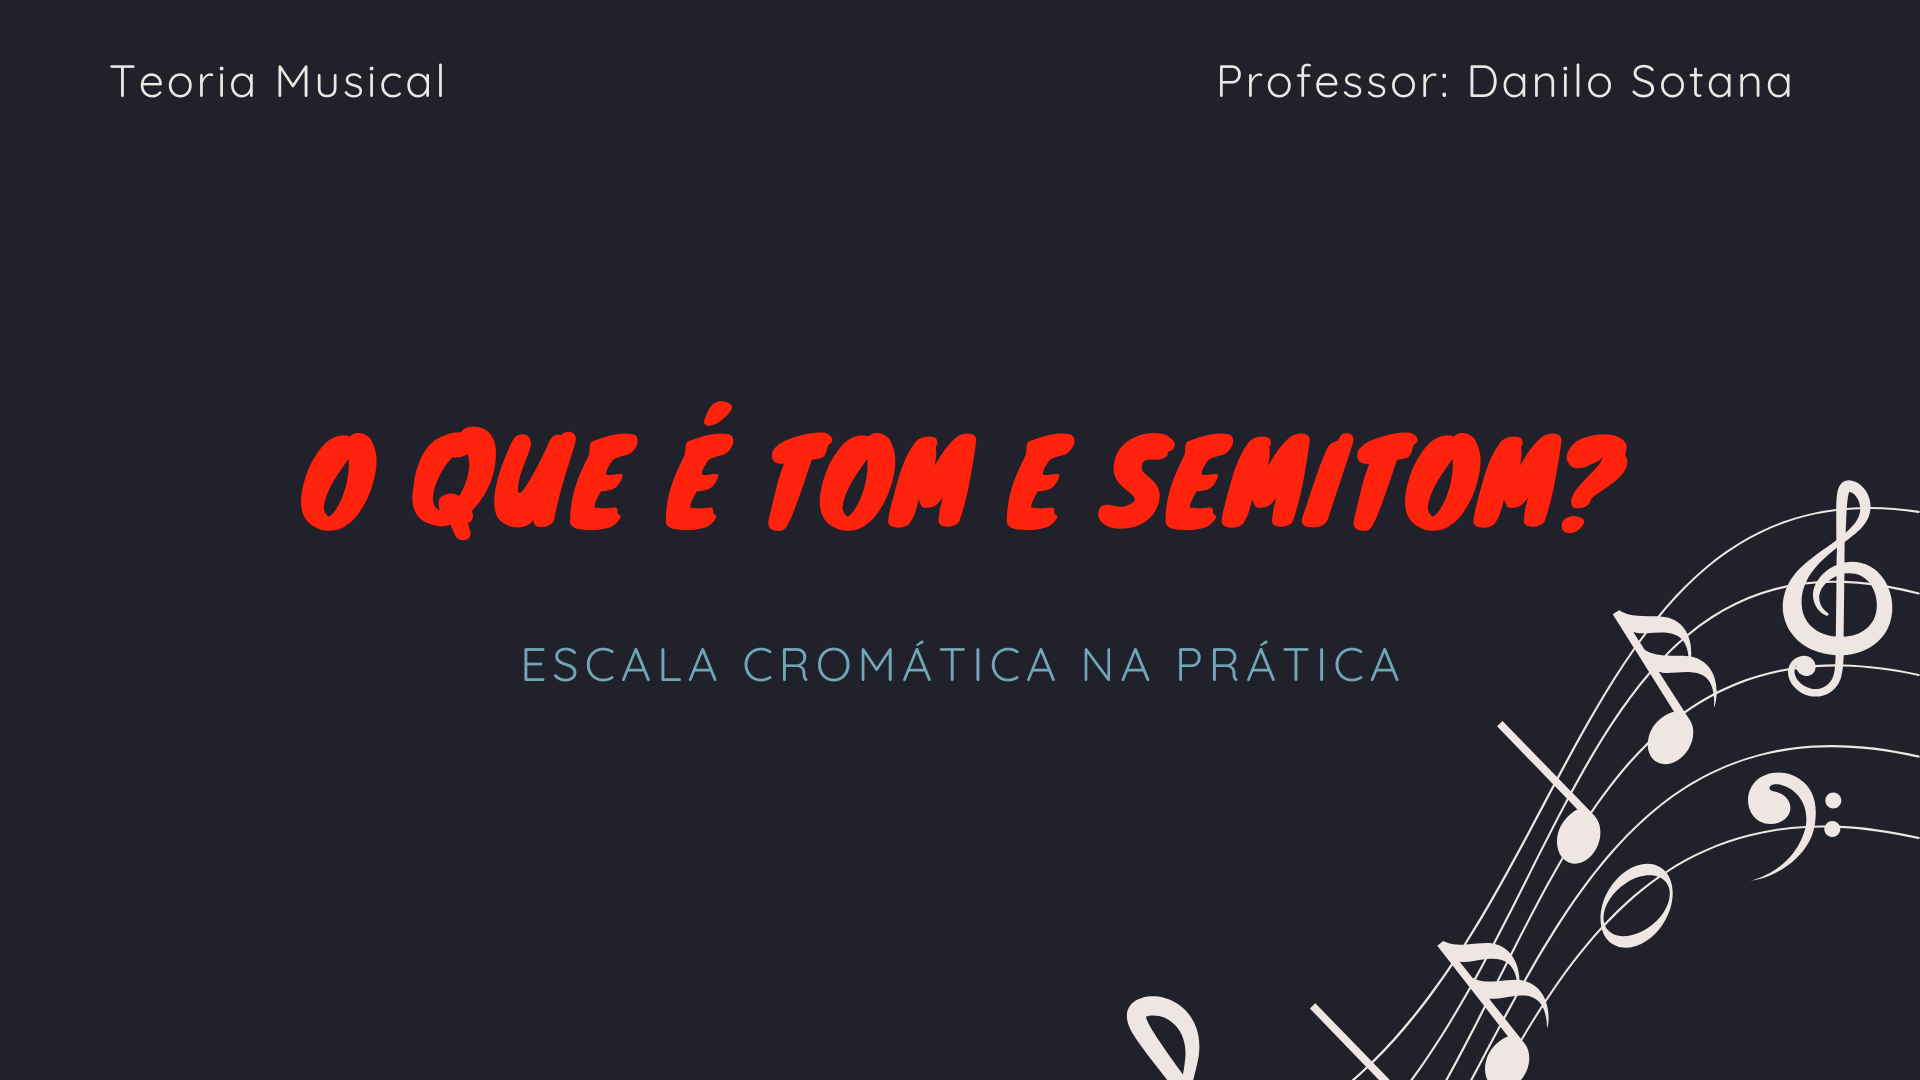 Teoria Musical
Professor: Danilo Sotana
O QUE É TOM E SEMITOM?
ESCALA CROMÁTICA NA PRÁTICA